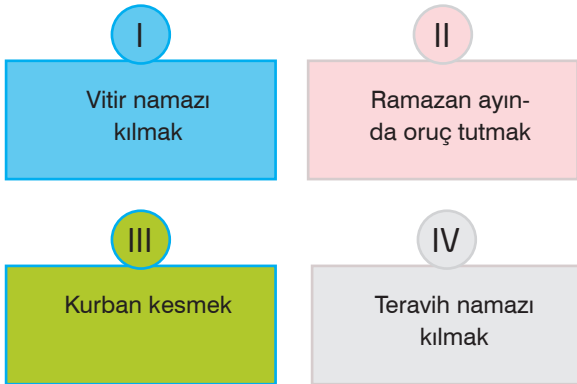 I
Vitir namazı
kılmak
II
Ramazan ayın-
da oruç tutmak
III
Kurban kesmek
IV
Teravih namazı
kılmak